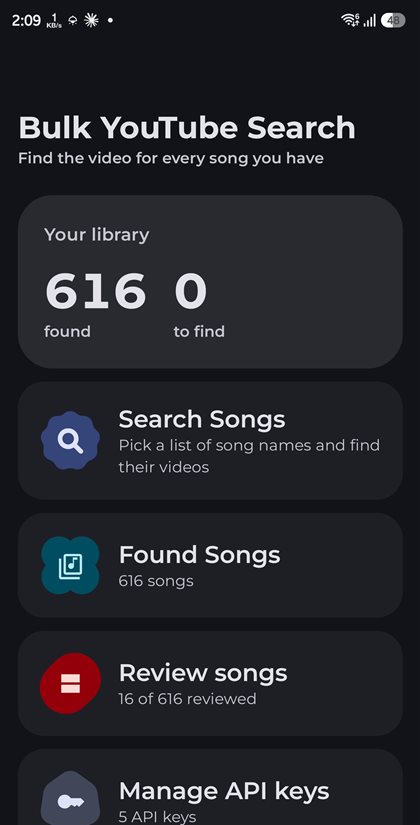 2:09 1 KB/s 6 48
Bulk YouTube Search
Find the video for every song you have
Your library
616 0
found to find
Search Songs
Pick a list of song names and find
their videos
Found Songs
616 songs
Review songs
16 of 616 reviewed
Manage API keys
5 API keys